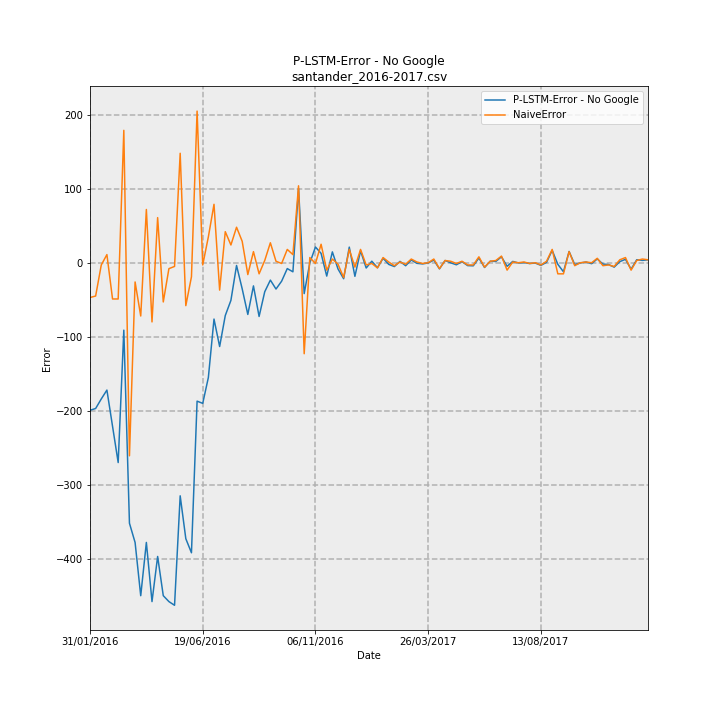 P-LSTM-Error - No Google
santander_2016-2017.csv
P-LSTM-Error - No Google
NaiveError
200
100
0
−100
−200
−300
−400
Error
31/01/2016
19/06/2016
06/11/2016
26/03/2017
13/08/2017
Date